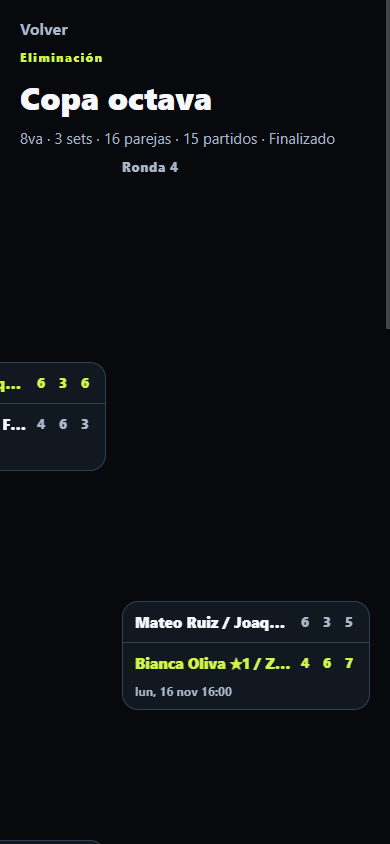 Volver
Eliminación
Copa octava
8va · 3 sets · 16 parejas · 15 partidos · Finalizado
Ronda 4
q... 6 3 6
F... 4 6 3
Mateo Ruiz / Joaq... 6 3 5
Bianca Oliva ★1 / Z... 4 6 7
lun, 16 nov 16:00